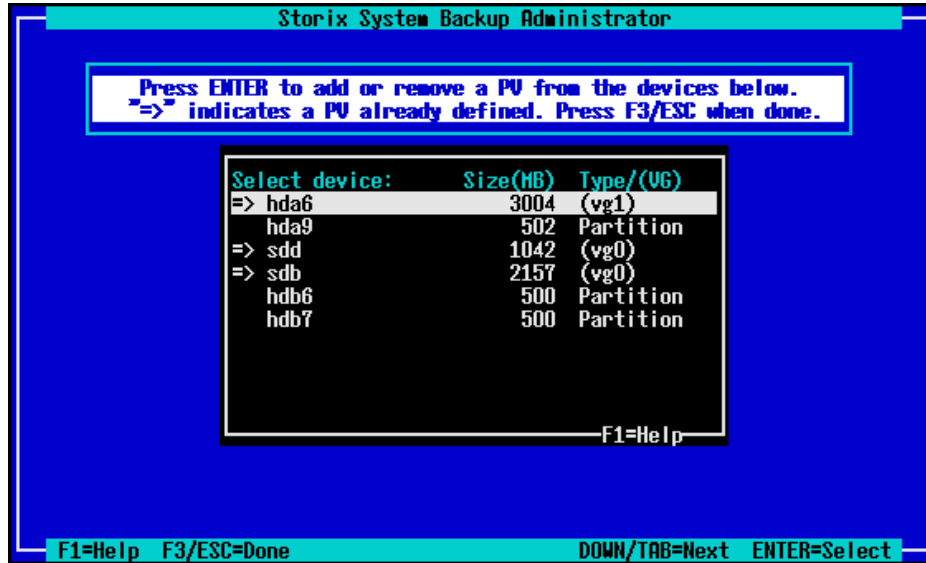 Storix System Backup Administrator
Press ENTER to add or remove a PV from the devices below.
"=>" indicates a PV already defined. Press F3/ESC when done.
Select device: Size(MB) Type/(VG)
=> hda6 3004 (vg1)
hda9 502 Partition
=> sdd 1042 (vg0)
=> sdb 2157 (vg0)
hdb6 500 Partition
hdb7 500 Partition
F1=Help
F1=Help F3/ESC=Done DOWN/TAB=Next ENTER=Select